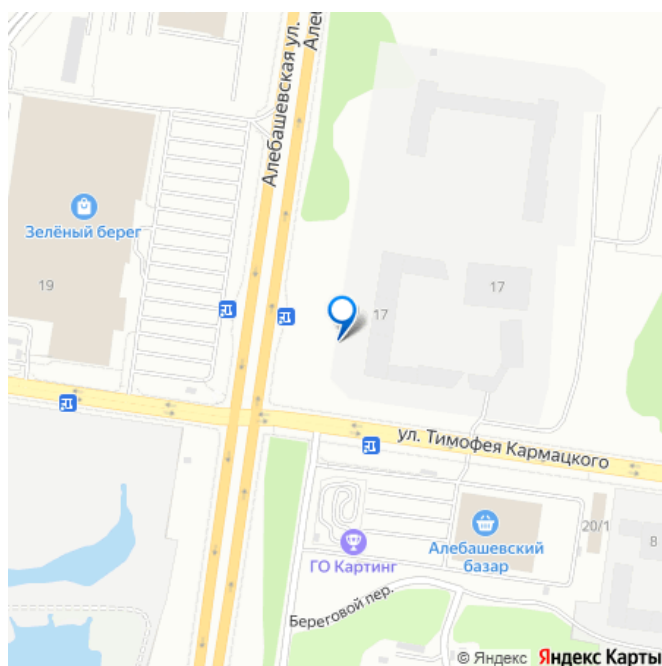 Алебашевская ул.
Але
Зелёный берег
19
17
17
ул. Тимофея Кармацкого
20/1
8
Алебашевский
базар
ГО Картинг
Береговой пер.
© Яндекс Яндекс Карты